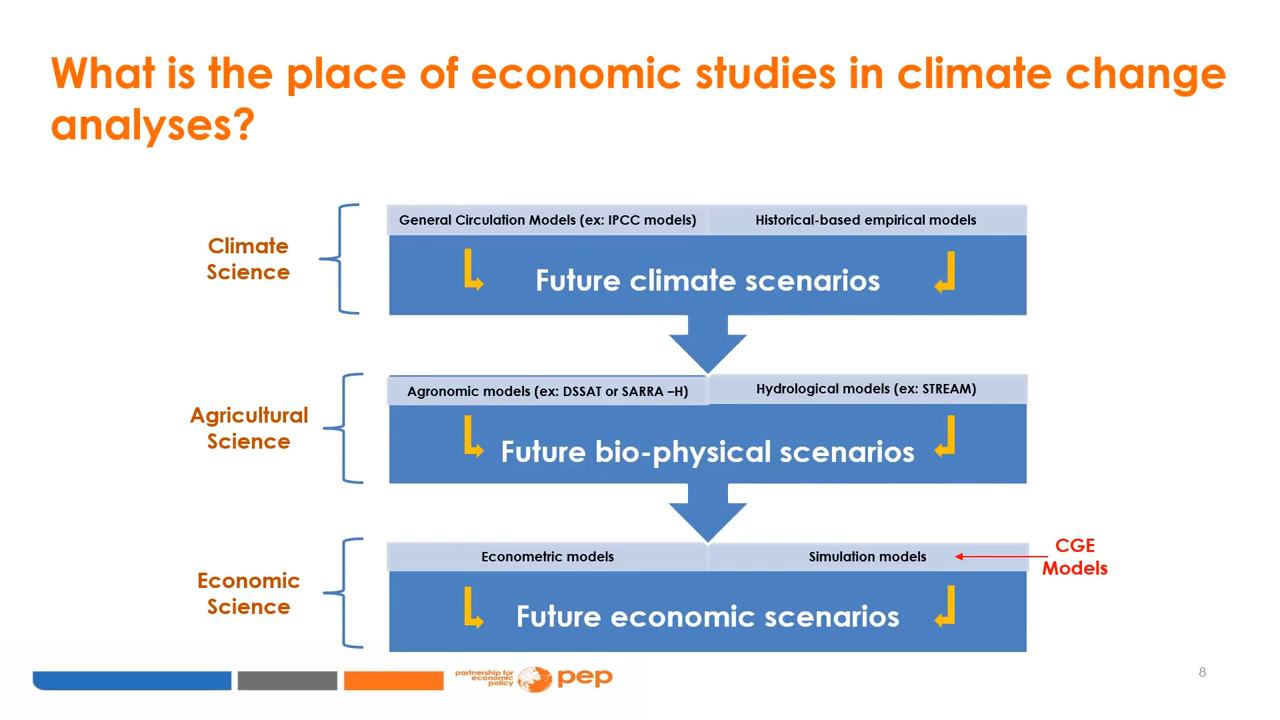 What is the place of economic studies in climate change
analyses?
General Circulation Models (ex: IPCC models)
Historical-based empirical models
Climate
Science
Future climate scenarios
Agronomic models (ex: DSSAT or SARRA –H)
Hydrological models (ex: STREAM)
Agricultural
Science
Future bio-physical scenarios
Econometric models
Simulation models
CGE
Models
Economic
Science
Future economic scenarios
partnership for
economic
policy
pep
8